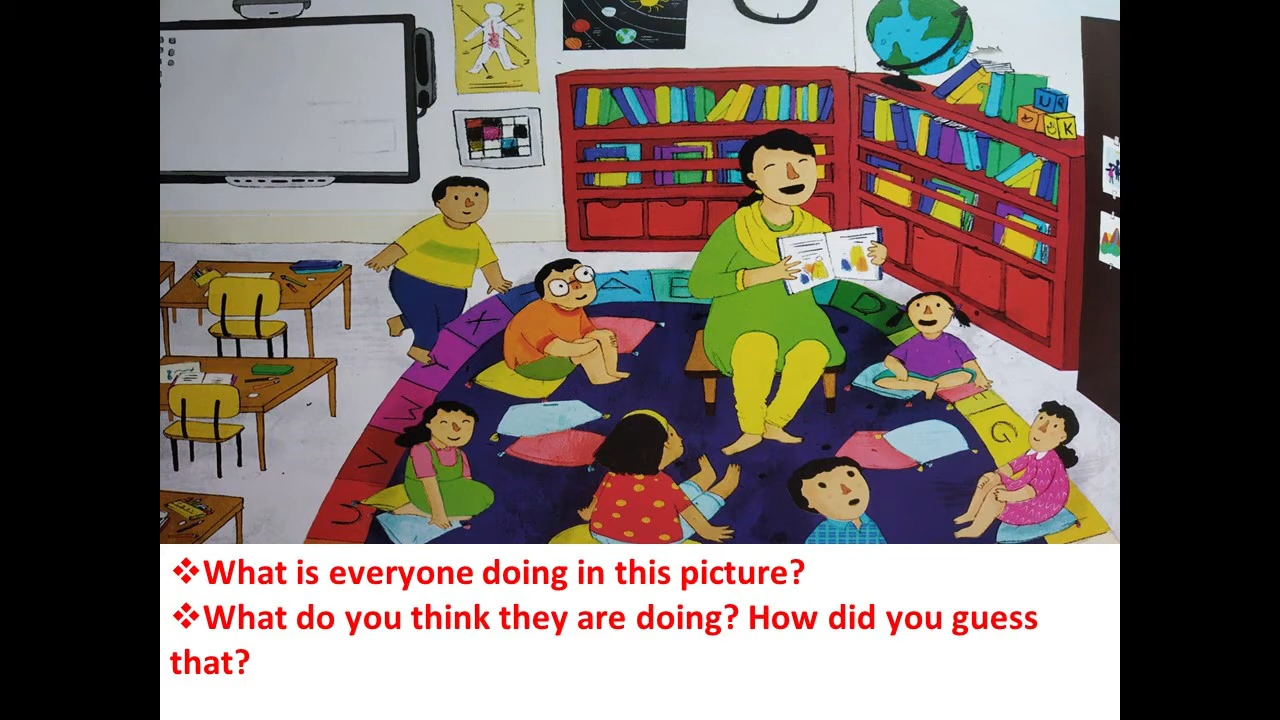 U
K
A
D
X
W
G
V
U
❖What is everyone doing in this picture?
❖What do you think they are doing? How did you guess
that?